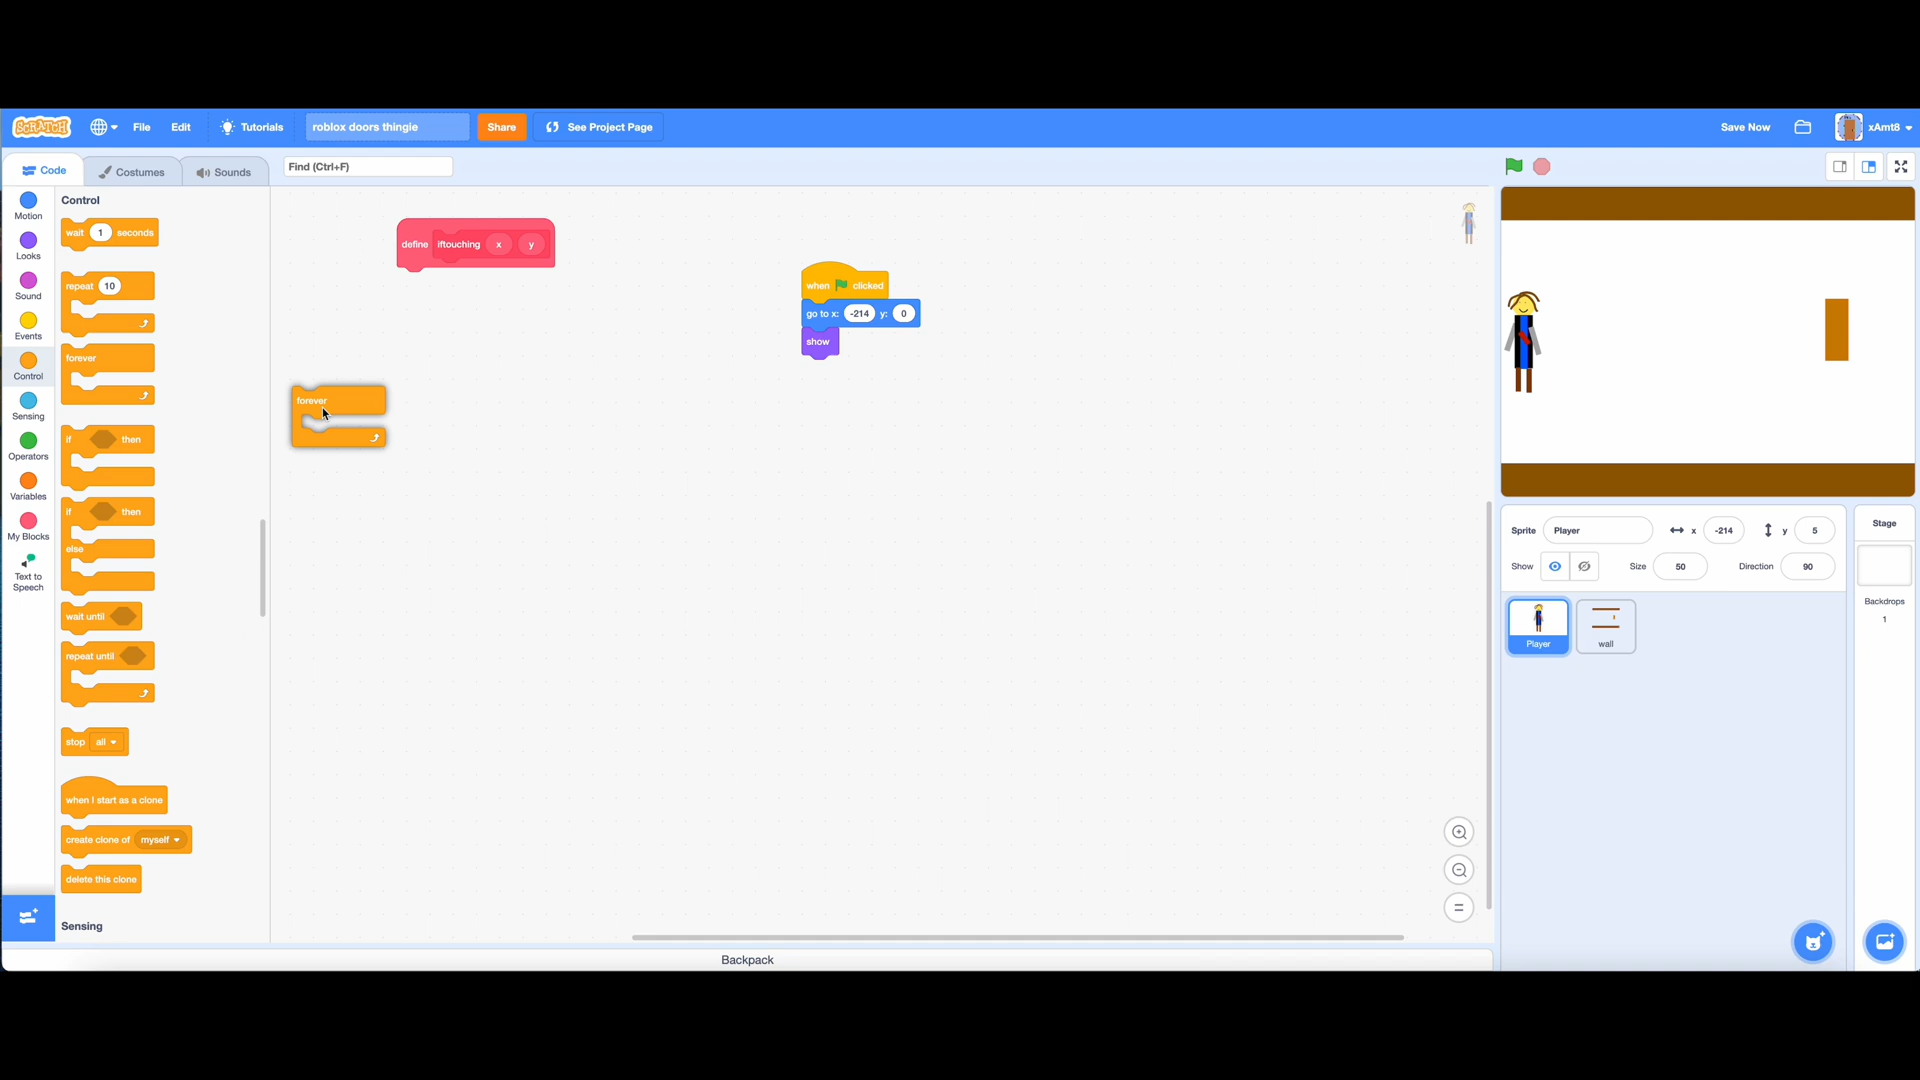 SCRATCH
File
Edit
Tutorials
roblox doors thingie
Share
See Project Page
Save Now
xAmt8
Code
Costumes
Sounds
Find (Ctrl+F)
Motion
Looks
Sound
Events
Control
Sensing
Operators
Variables
My Blocks
Text to
Speech
Control
wait 1 seconds
repeat 10
forever
if then
if then
else
wait until
repeat until
stop all
when I start as a clone
create clone of myself
delete this clone
Sensing
define iftouching x y
forever
when clicked
go to x: -214 y: 0
show
=
Backpack
Sprite Player x -214 y 5
Show Size 50 Direction 90
Player
wall
Stage
Backdrops
1